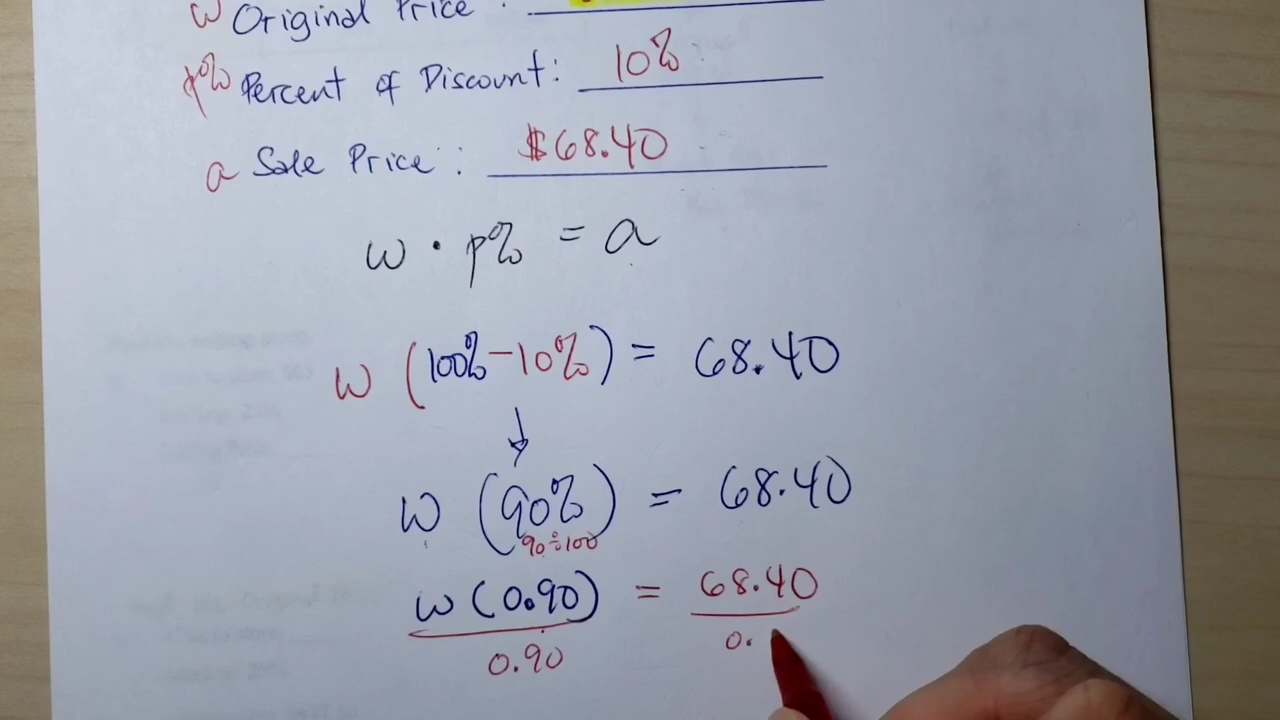 w Original Price :
p% Percent of Discount: 10%
a Sale Price: $68.40
w · p% = a
w (100% - 10%) = 68.40
w (90%) = 68.40
90÷100
w (0.90) = 68.40
0.90 0.